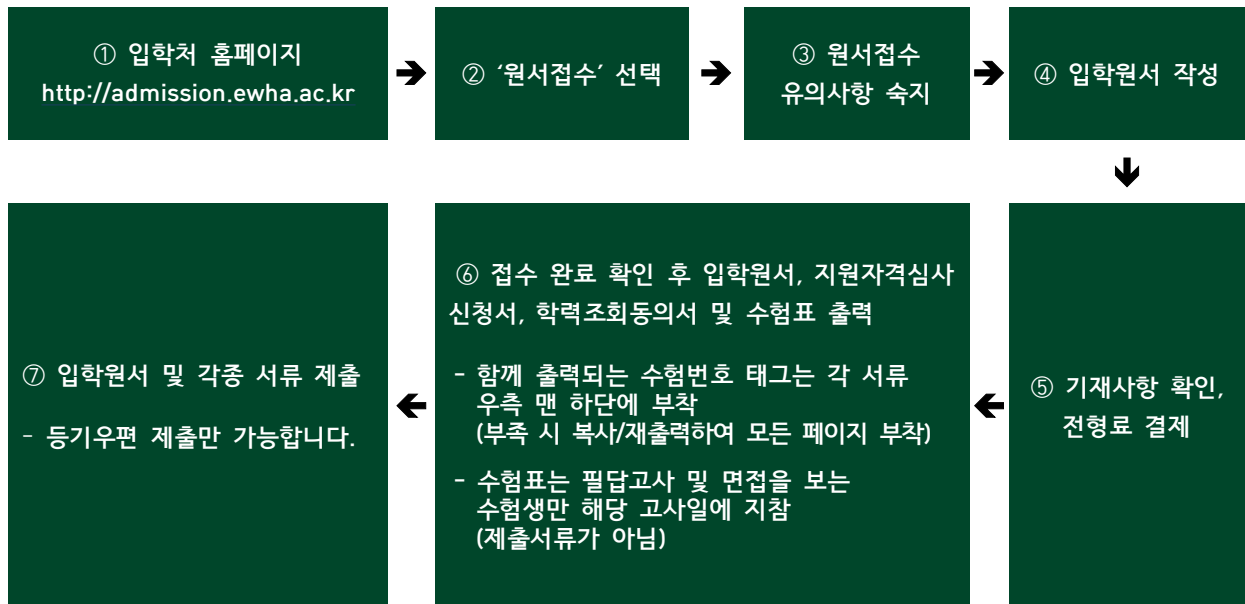 ① 입학처 홈페이지
http://admission.ewha.ac.kr
② ‘원서접수’ 선택
③ 원서접수
유의사항 숙지
④ 입학원서 작성
⑤ 기재사항 확인,
전형료 결제
⑥ 접수 완료 확인 후 입학원서, 지원자격심사
신청서, 학력조회동의서 및 수험표 출력
- 함께 출력되는 수험번호 태그는 각 서류
우측 맨 하단에 부착
(부족 시 복사/재출력하여 모든 페이지 부착)
- 수험표는 필답고사 및 면접을 보는
수험생만 해당 고사일에 지참
(제출서류가 아님)
⑦ 입학원서 및 각종 서류 제출
- 등기우편 제출만 가능합니다.